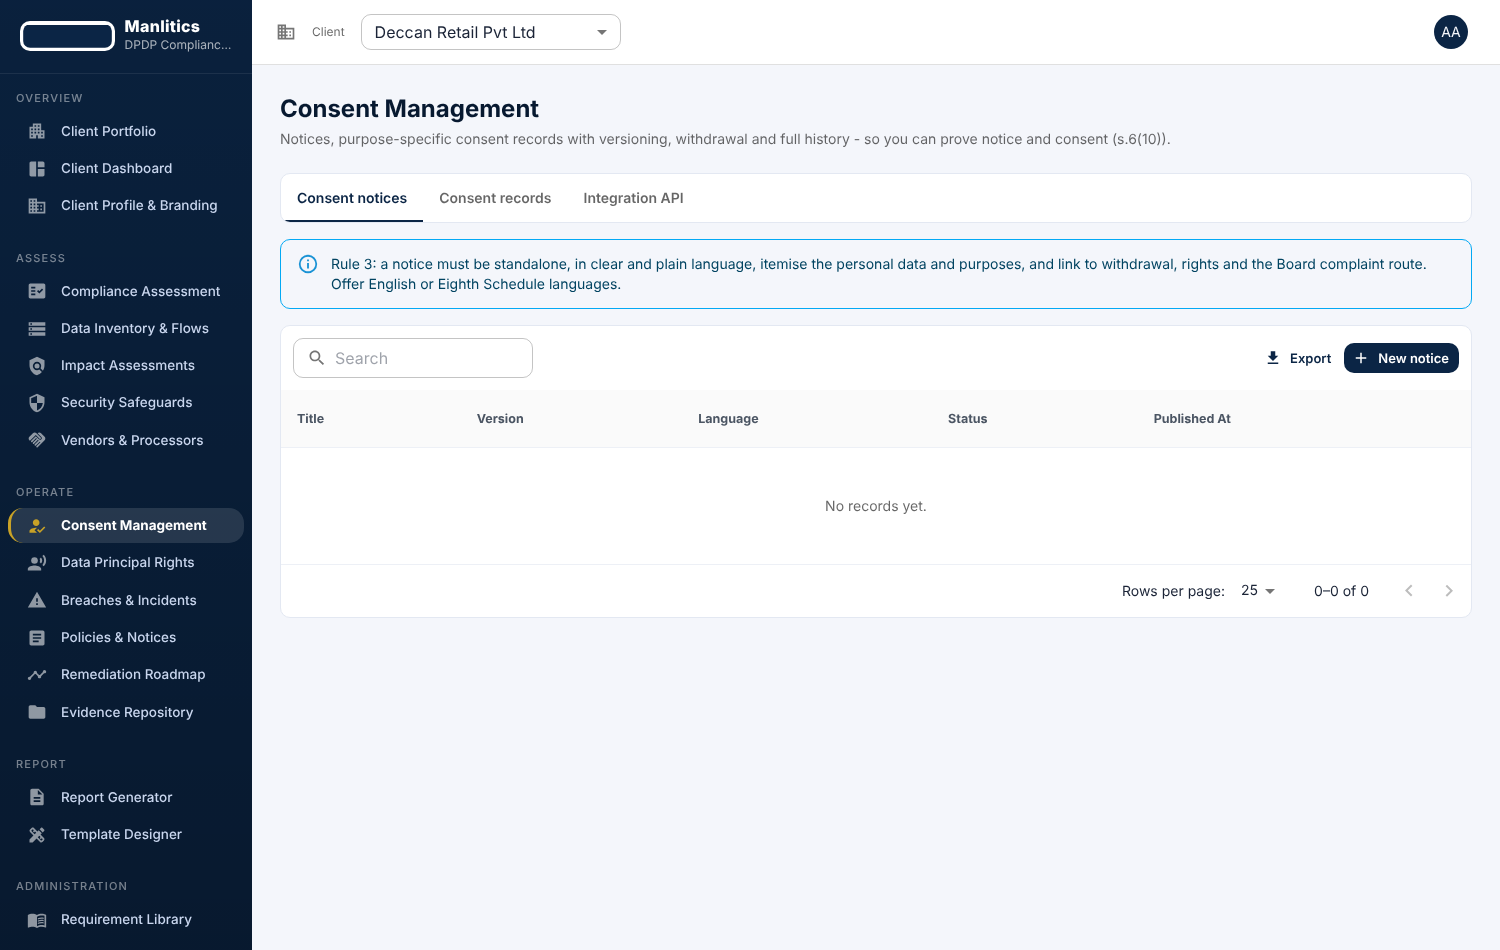 Manlitics
DPDP Complianc...
OVERVIEW
Client Portfolio
Client Dashboard
Client Profile & Branding
ASSESS
Compliance Assessment
Data Inventory & Flows
Impact Assessments
Security Safeguards
Vendors & Processors
OPERATE
Consent Management
Data Principal Rights
Breaches & Incidents
Policies & Notices
Remediation Roadmap
Evidence Repository
REPORT
Report Generator
Template Designer
ADMINISTRATION
Requirement Library
Client Deccan Retail Pvt Ltd AA
Consent Management
Notices, purpose-specific consent records with versioning, withdrawal and full history - so you can prove notice and consent (s.6(10)).
Consent notices Consent records Integration API
Rule 3: a notice must be standalone, in clear and plain language, itemise the personal data and purposes, and link to withdrawal, rights and the Board complaint route.
Offer English or Eighth Schedule languages.
Search Export New notice
Title Version Language Status Published At
No records yet.
Rows per page: 25 0–0 of 0